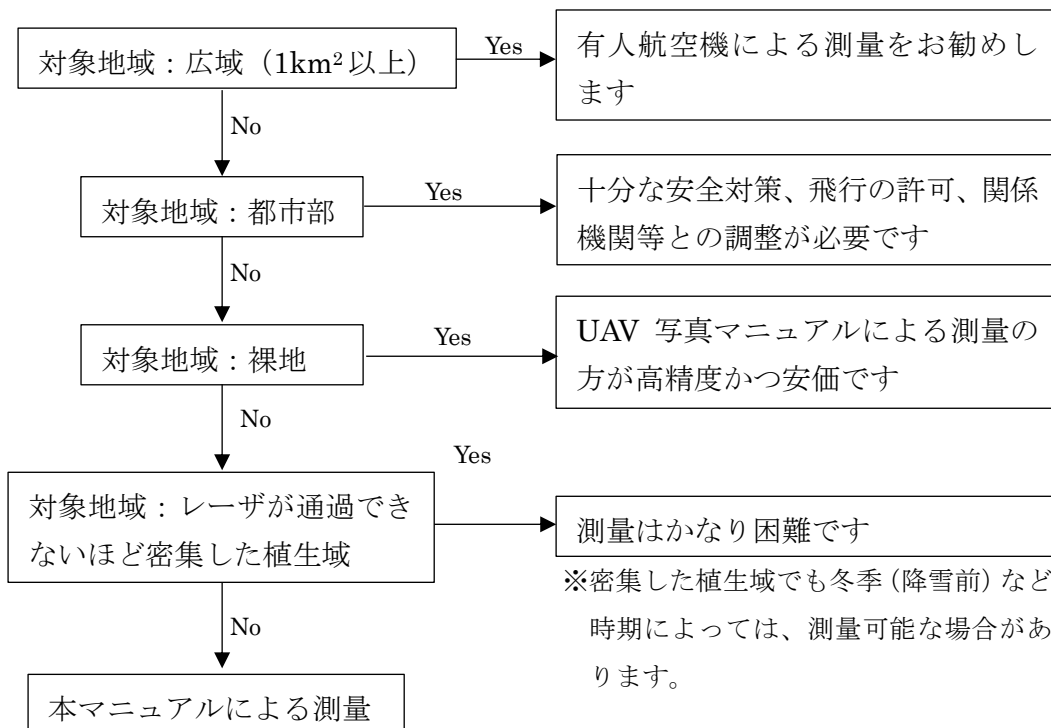 対象地域：広域（1km²以上）
Yes
有人航空機による測量をお勧めし
ます
No
対象地域：都市部
Yes
十分な安全対策、飛行の許可、関係
機関等との調整が必要です
No
対象地域：裸地
Yes
UAV 写真マニュアルによる測量の
方が高精度かつ安価です
No
対象地域：レーザが通過でき
ないほど密集した植生域
Yes
測量はかなり困難です
※密集した植生域でも冬季（降雪前）など
時期によっては、測量可能な場合があ
ります。
No
本マニュアルによる測量